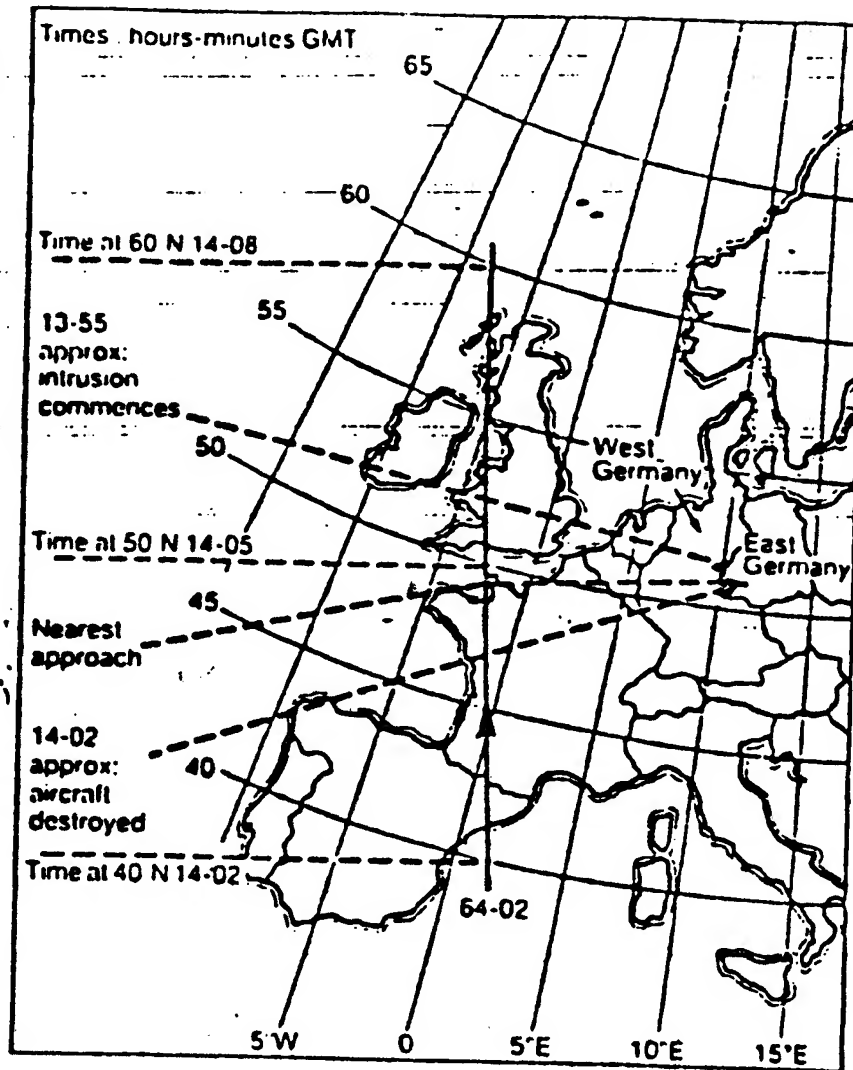 Times : hours-minutes GMT
65
60
Time at 60 N 14-08
13-55
approx:
intrusion
commences
55
50
West
Germany
Time at 50 N 14-05
East
Germany
45
Nearest
approach
14-02
approx:
aircraft
destroyed
40
Time at 40 N 14-02
64-02
5°W
0
5°E
10°E
15°E